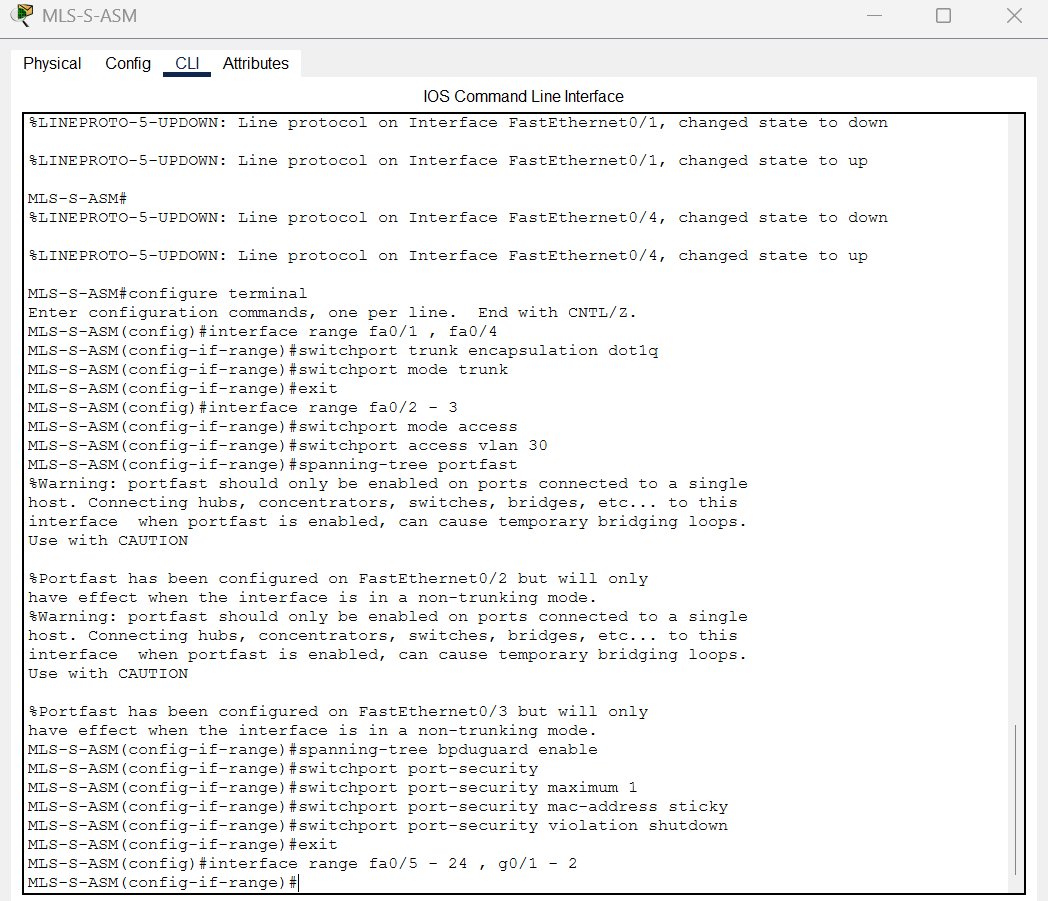 MLS-S-ASM
Physical Config CLI Attributes
IOS Command Line Interface
%LINEPROTO-5-UPDOWN: Line protocol on Interface FastEthernet0/1, changed state to down
%LINEPROTO-5-UPDOWN: Line protocol on Interface FastEthernet0/1, changed state to up
MLS-S-ASM#
%LINEPROTO-5-UPDOWN: Line protocol on Interface FastEthernet0/4, changed state to down
%LINEPROTO-5-UPDOWN: Line protocol on Interface FastEthernet0/4, changed state to up
MLS-S-ASM#configure terminal
Enter configuration commands, one per line.  End with CNTL/Z.
MLS-S-ASM(config)#interface range fa0/1 , fa0/4
MLS-S-ASM(config-if-range)#switchport trunk encapsulation dot1q
MLS-S-ASM(config-if-range)#switchport mode trunk
MLS-S-ASM(config-if-range)#exit
MLS-S-ASM(config)#interface range fa0/2 - 3
MLS-S-ASM(config-if-range)#switchport mode access
MLS-S-ASM(config-if-range)#switchport access vlan 30
MLS-S-ASM(config-if-range)#spanning-tree portfast
%Warning: portfast should only be enabled on ports connected to a single
host. Connecting hubs, concentrators, switches, bridges, etc... to this
interface  when portfast is enabled, can cause temporary bridging loops.
Use with CAUTION
%Portfast has been configured on FastEthernet0/2 but will only
have effect when the interface is in a non-trunking mode.
%Warning: portfast should only be enabled on ports connected to a single
host. Connecting hubs, concentrators, switches, bridges, etc... to this
interface  when portfast is enabled, can cause temporary bridging loops.
Use with CAUTION
%Portfast has been configured on FastEthernet0/3 but will only
have effect when the interface is in a non-trunking mode.
MLS-S-ASM(config-if-range)#spanning-tree bpduguard enable
MLS-S-ASM(config-if-range)#switchport port-security
MLS-S-ASM(config-if-range)#switchport port-security maximum 1
MLS-S-ASM(config-if-range)#switchport port-security mac-address sticky
MLS-S-ASM(config-if-range)#switchport port-security violation shutdown
MLS-S-ASM(config-if-range)#exit
MLS-S-ASM(config)#interface range fa0/5 - 24 , g0/1 - 2
MLS-S-ASM(config-if-range)#